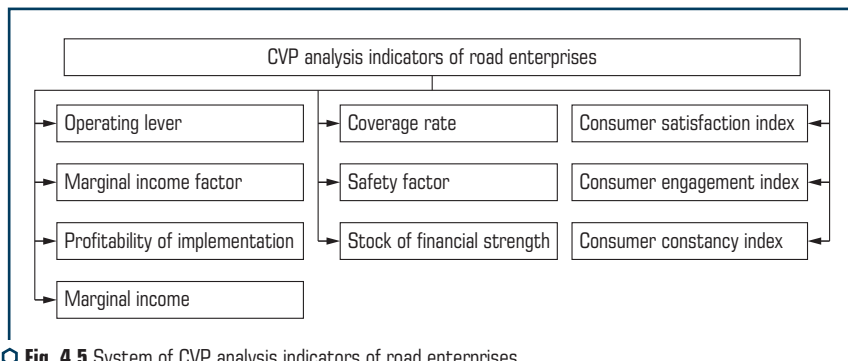 CVP analysis indicators of road enterprises
Operating lever
Marginal income factor
Profitability of implementation
Marginal income
Coverage rate
Safety factor
Stock of financial strength
Consumer satisfaction index
Consumer engagement index
Consumer constancy index
Fig. 4.5 System of CVP analysis indicators of road enterprises